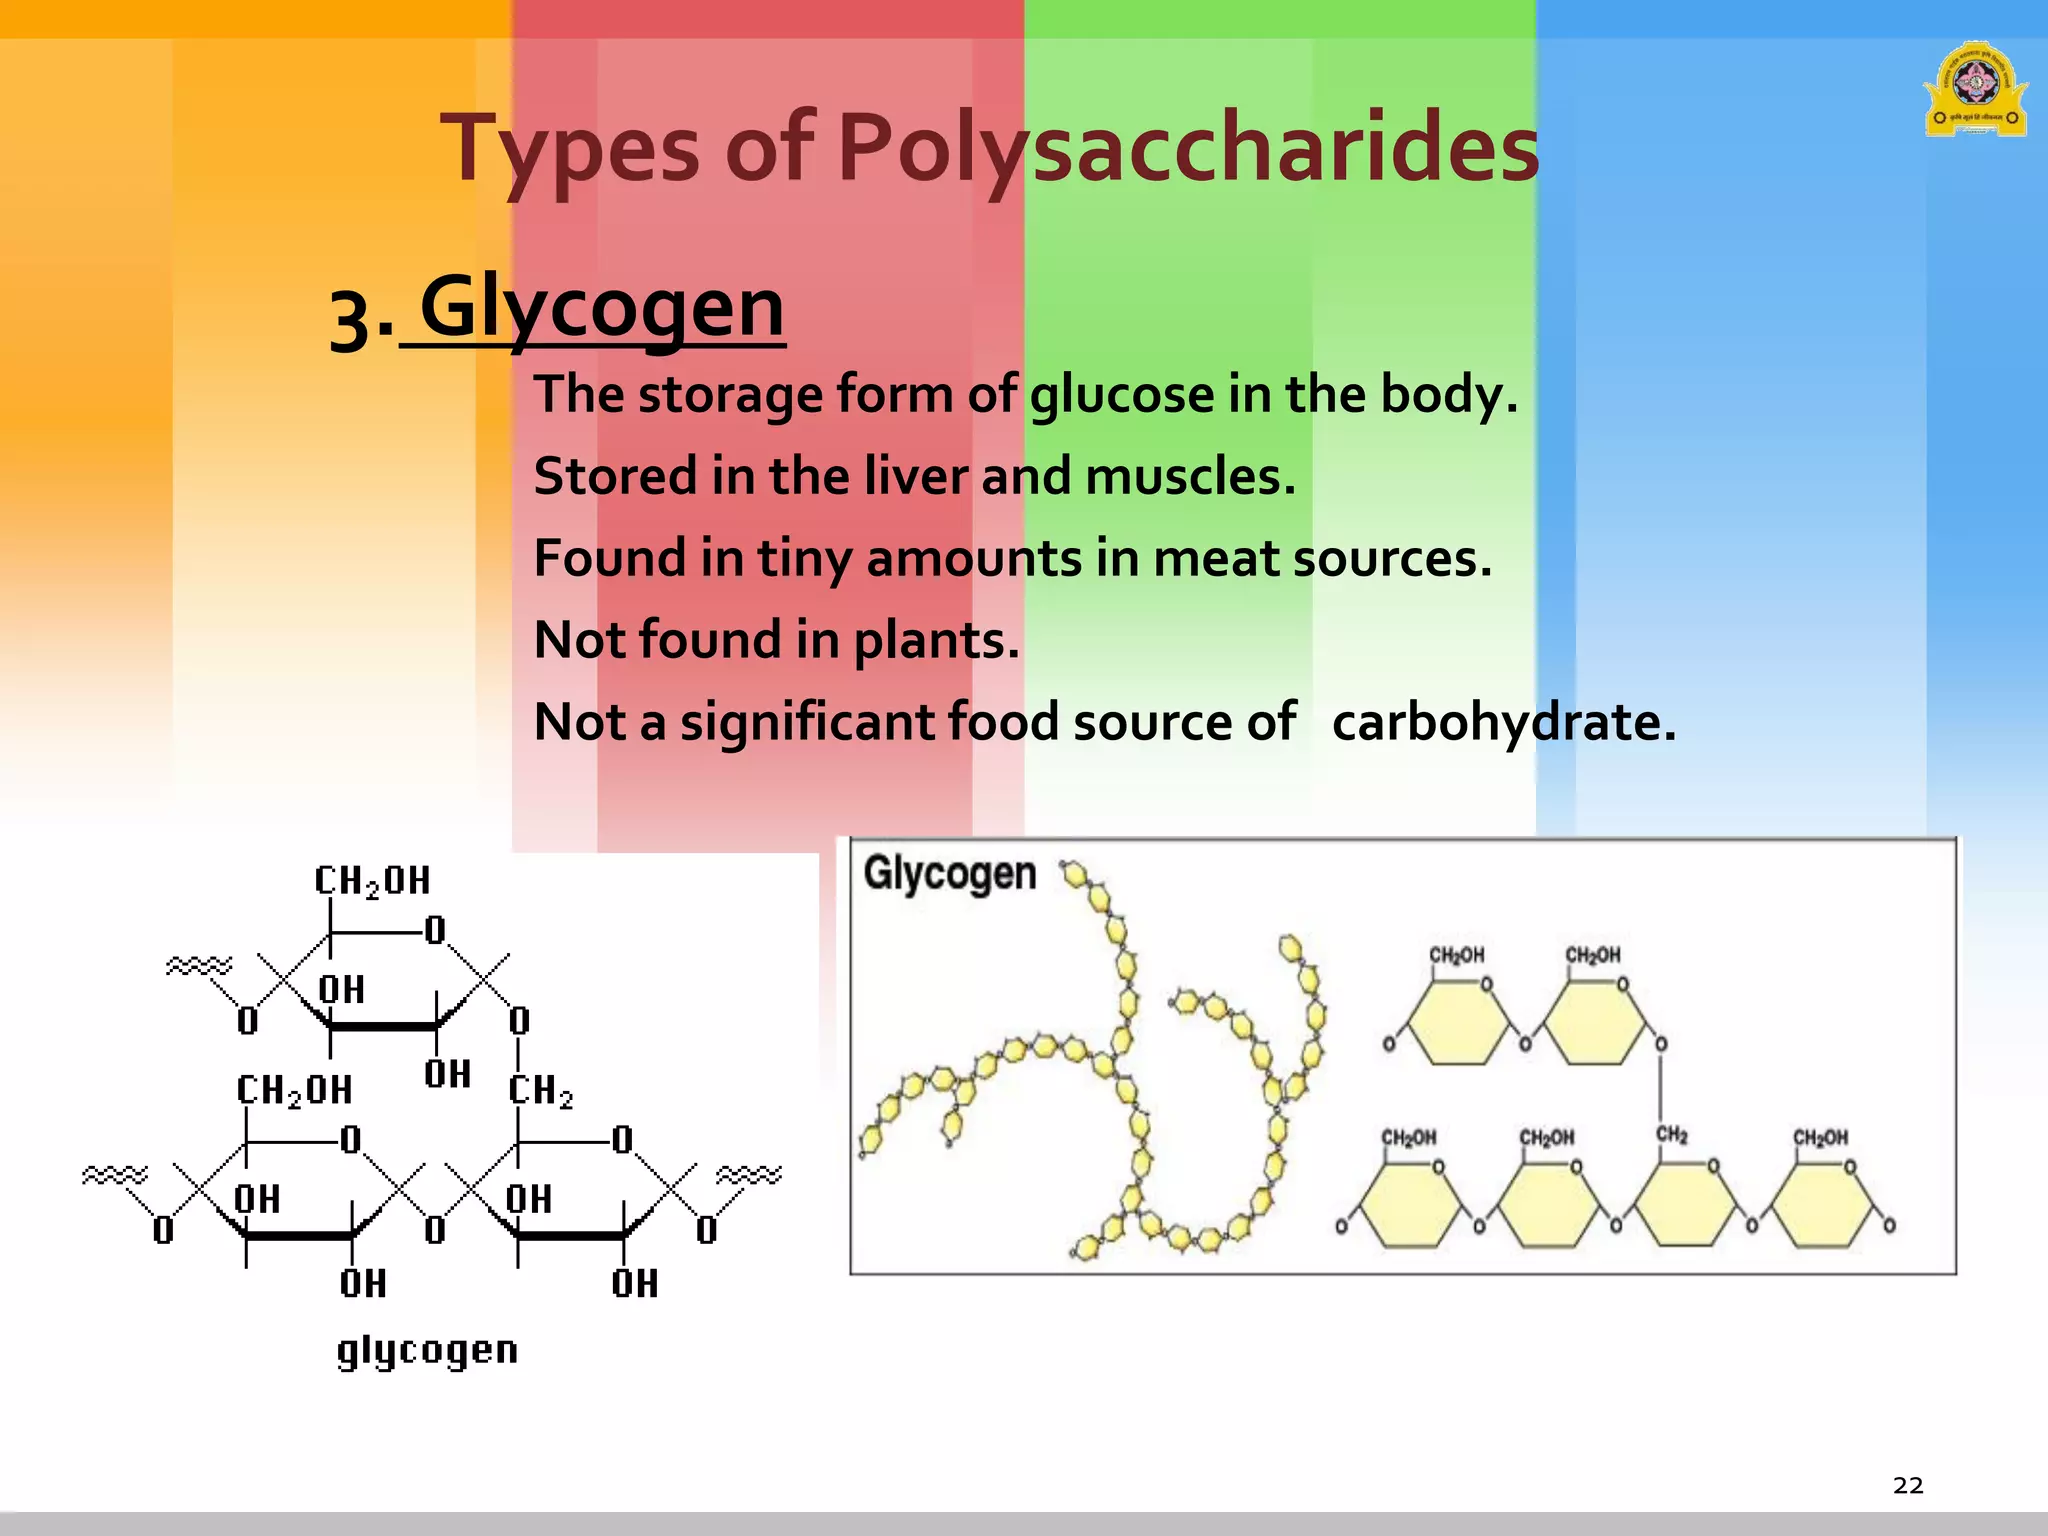 Types of Polysaccharides
3. Glycogen
The storage form of glucose in the body.
Stored in the liver and muscles.
Found in tiny amounts in meat sources.
Not found in plants.
Not a significant food source of carbohydrate.
CH₂OH
O
OH
O
O
OH
CH₂OH
CH₂
O
O
OH
OH
O
O
O
OH
OH
glycogen
Glycogen
CH₂OH
CH₂OH
O
O
O
O
O
CH₂OH
CH₂OH
CH₂
CH₂OH
O
O
O
O
O
O
O
O
O
22